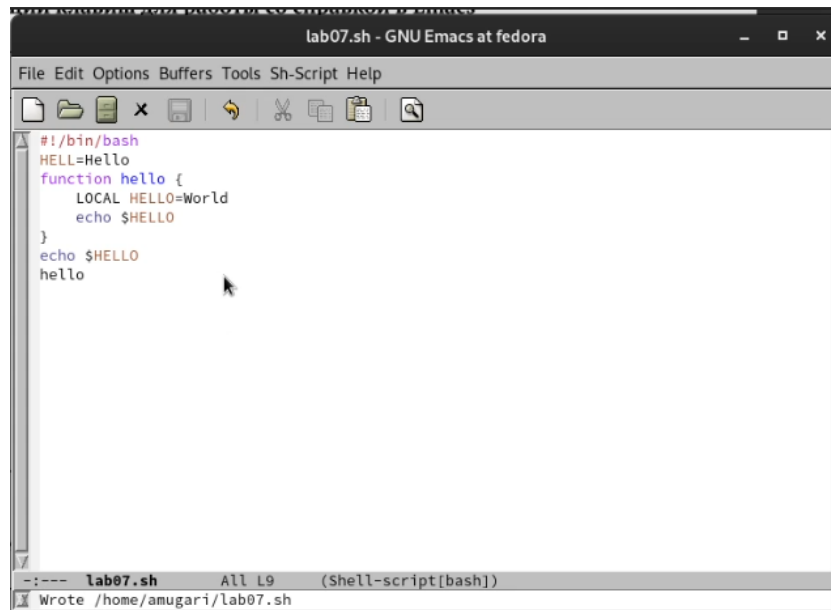 lab07.sh - GNU Emacs at fedora
File Edit Options Buffers Tools Sh-Script Help
#!/bin/bash
HELL=Hello
function hello {
    LOCAL HELLO=World
    echo $HELLO
}
echo $HELLO
hello
-:--- lab07.sh All L9 (Shell-script[bash])
Wrote /home/amugari/lab07.sh